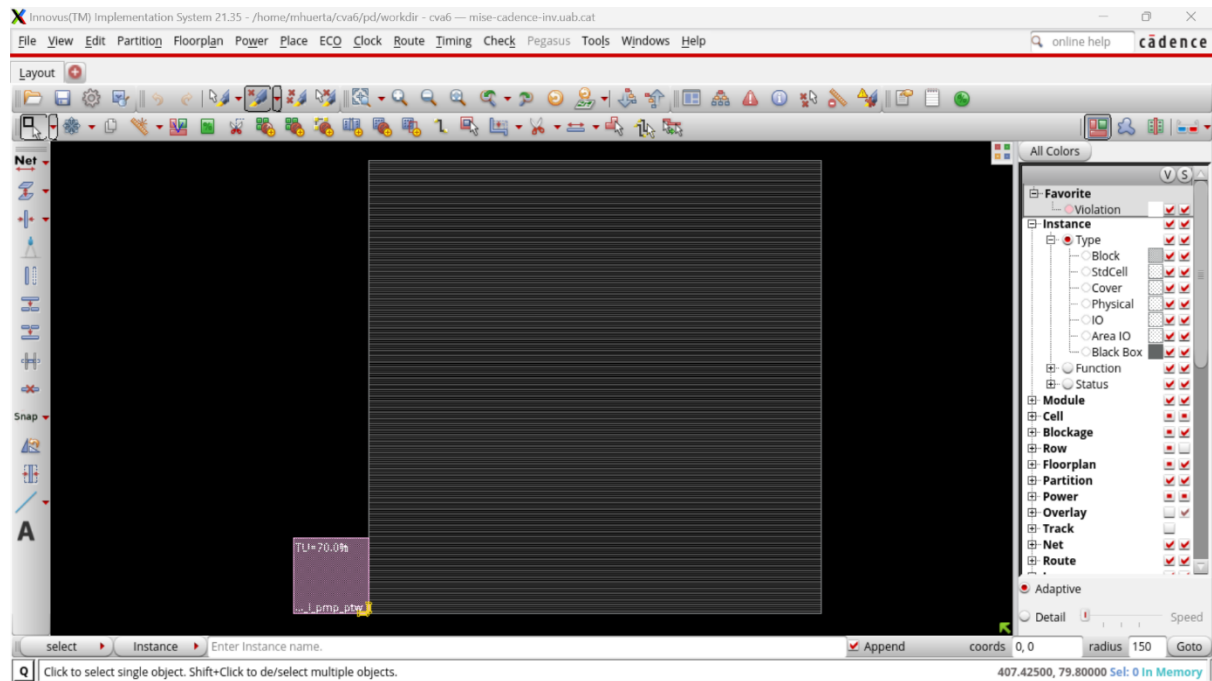 Innovus(TM) Implementation System 21.35 - /home/mhuerta/cva6/pd/workdir - cva6 — mise-cadence-inv.uab.cat
File View Edit Partition Floorplan Power Place ECO Clock Route Timing Check Pegasus Tools Windows Help
online help
cādence
Layout
Net
Snap
A
TU=70.0%
..._i_pmp_ptw
All Colors
V S
Favorite
Violation
Instance
Type
Block
StdCell
Cover
Physical
IO
Area IO
Black Box
Function
Status
Module
Cell
Blockage
Row
Floorplan
Partition
Power
Overlay
Track
Net
Route
Adaptive
Detail
Speed
select Instance Enter Instance name. Append coords 0, 0 radius 150 Goto
Q Click to select single object. Shift+Click to de/select multiple objects. 407.42500, 79.80000 Sel: 0 In Memory